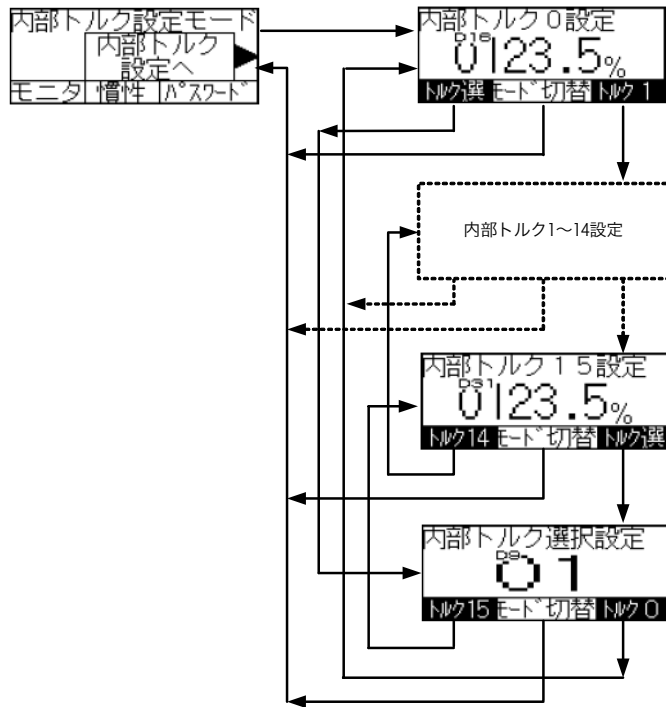 内部トルク設定モード
内部トルク
設定へ
モニタ 慣性 パスワード
内部トルク0設定
D16
0123.5%
トルク選 モード切替 トルク1
内部トルク1～14設定
内部トルク15設定
D31
0123.5%
トルク14 モード切替 トルク選
内部トルク選択設定
D9
01
トルク15 モード切替 トルク0